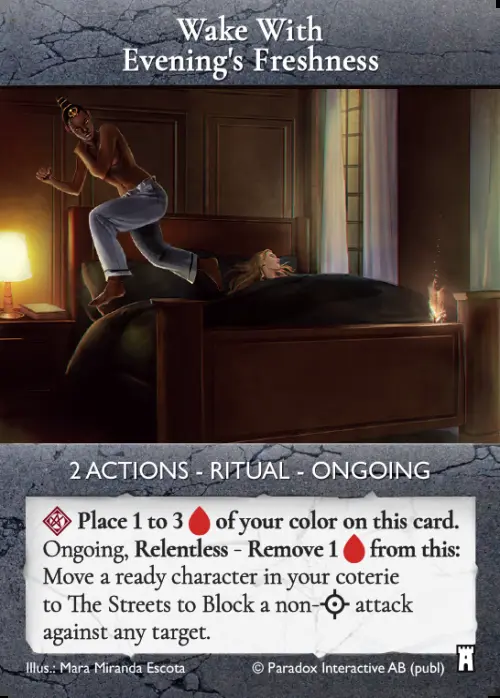 Wake With
Evening's Freshness
2 ACTIONS - RITUAL - ONGOING
Place 1 to 3 of your color on this card.
Ongoing, Relentless - Remove 1 from this:
Move a ready character in your coterie
to The Streets to Block a non- attack
against any target.
Illus.: Mara Miranda Escota © Paradox Interactive AB (publ)